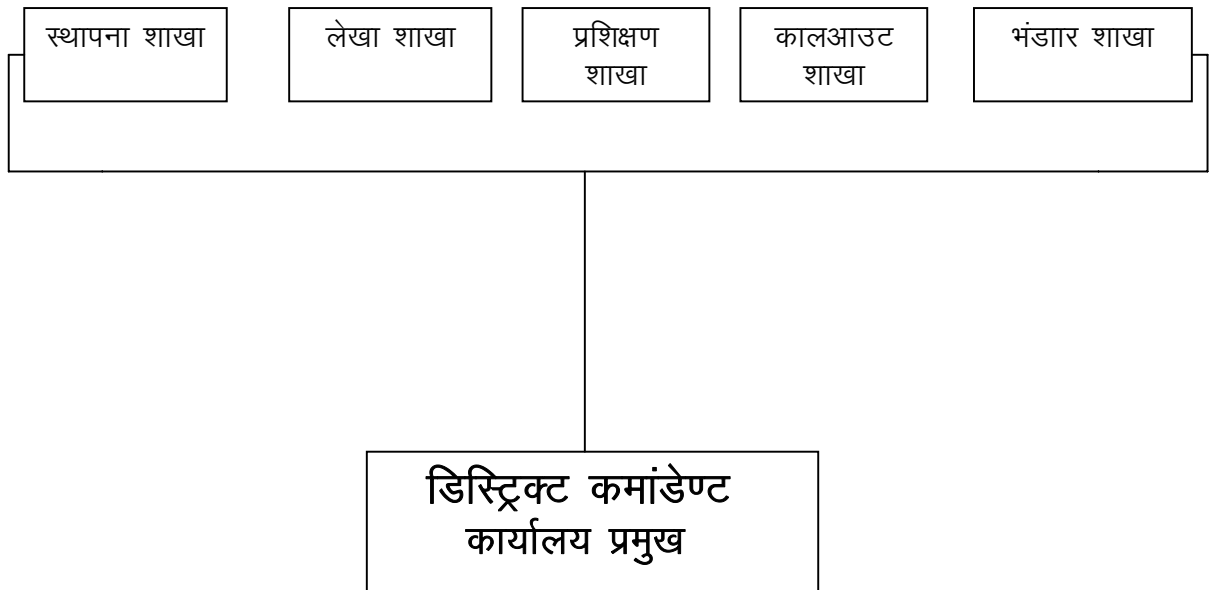 स्थापना शाखा
लेखा शाखा
प्रशिक्षण
शाखा
कालआउट
शाखा
भंडाार शाखा
डिस्ट्रिक्ट कमांडेण्ट
कार्यालय प्रमुख